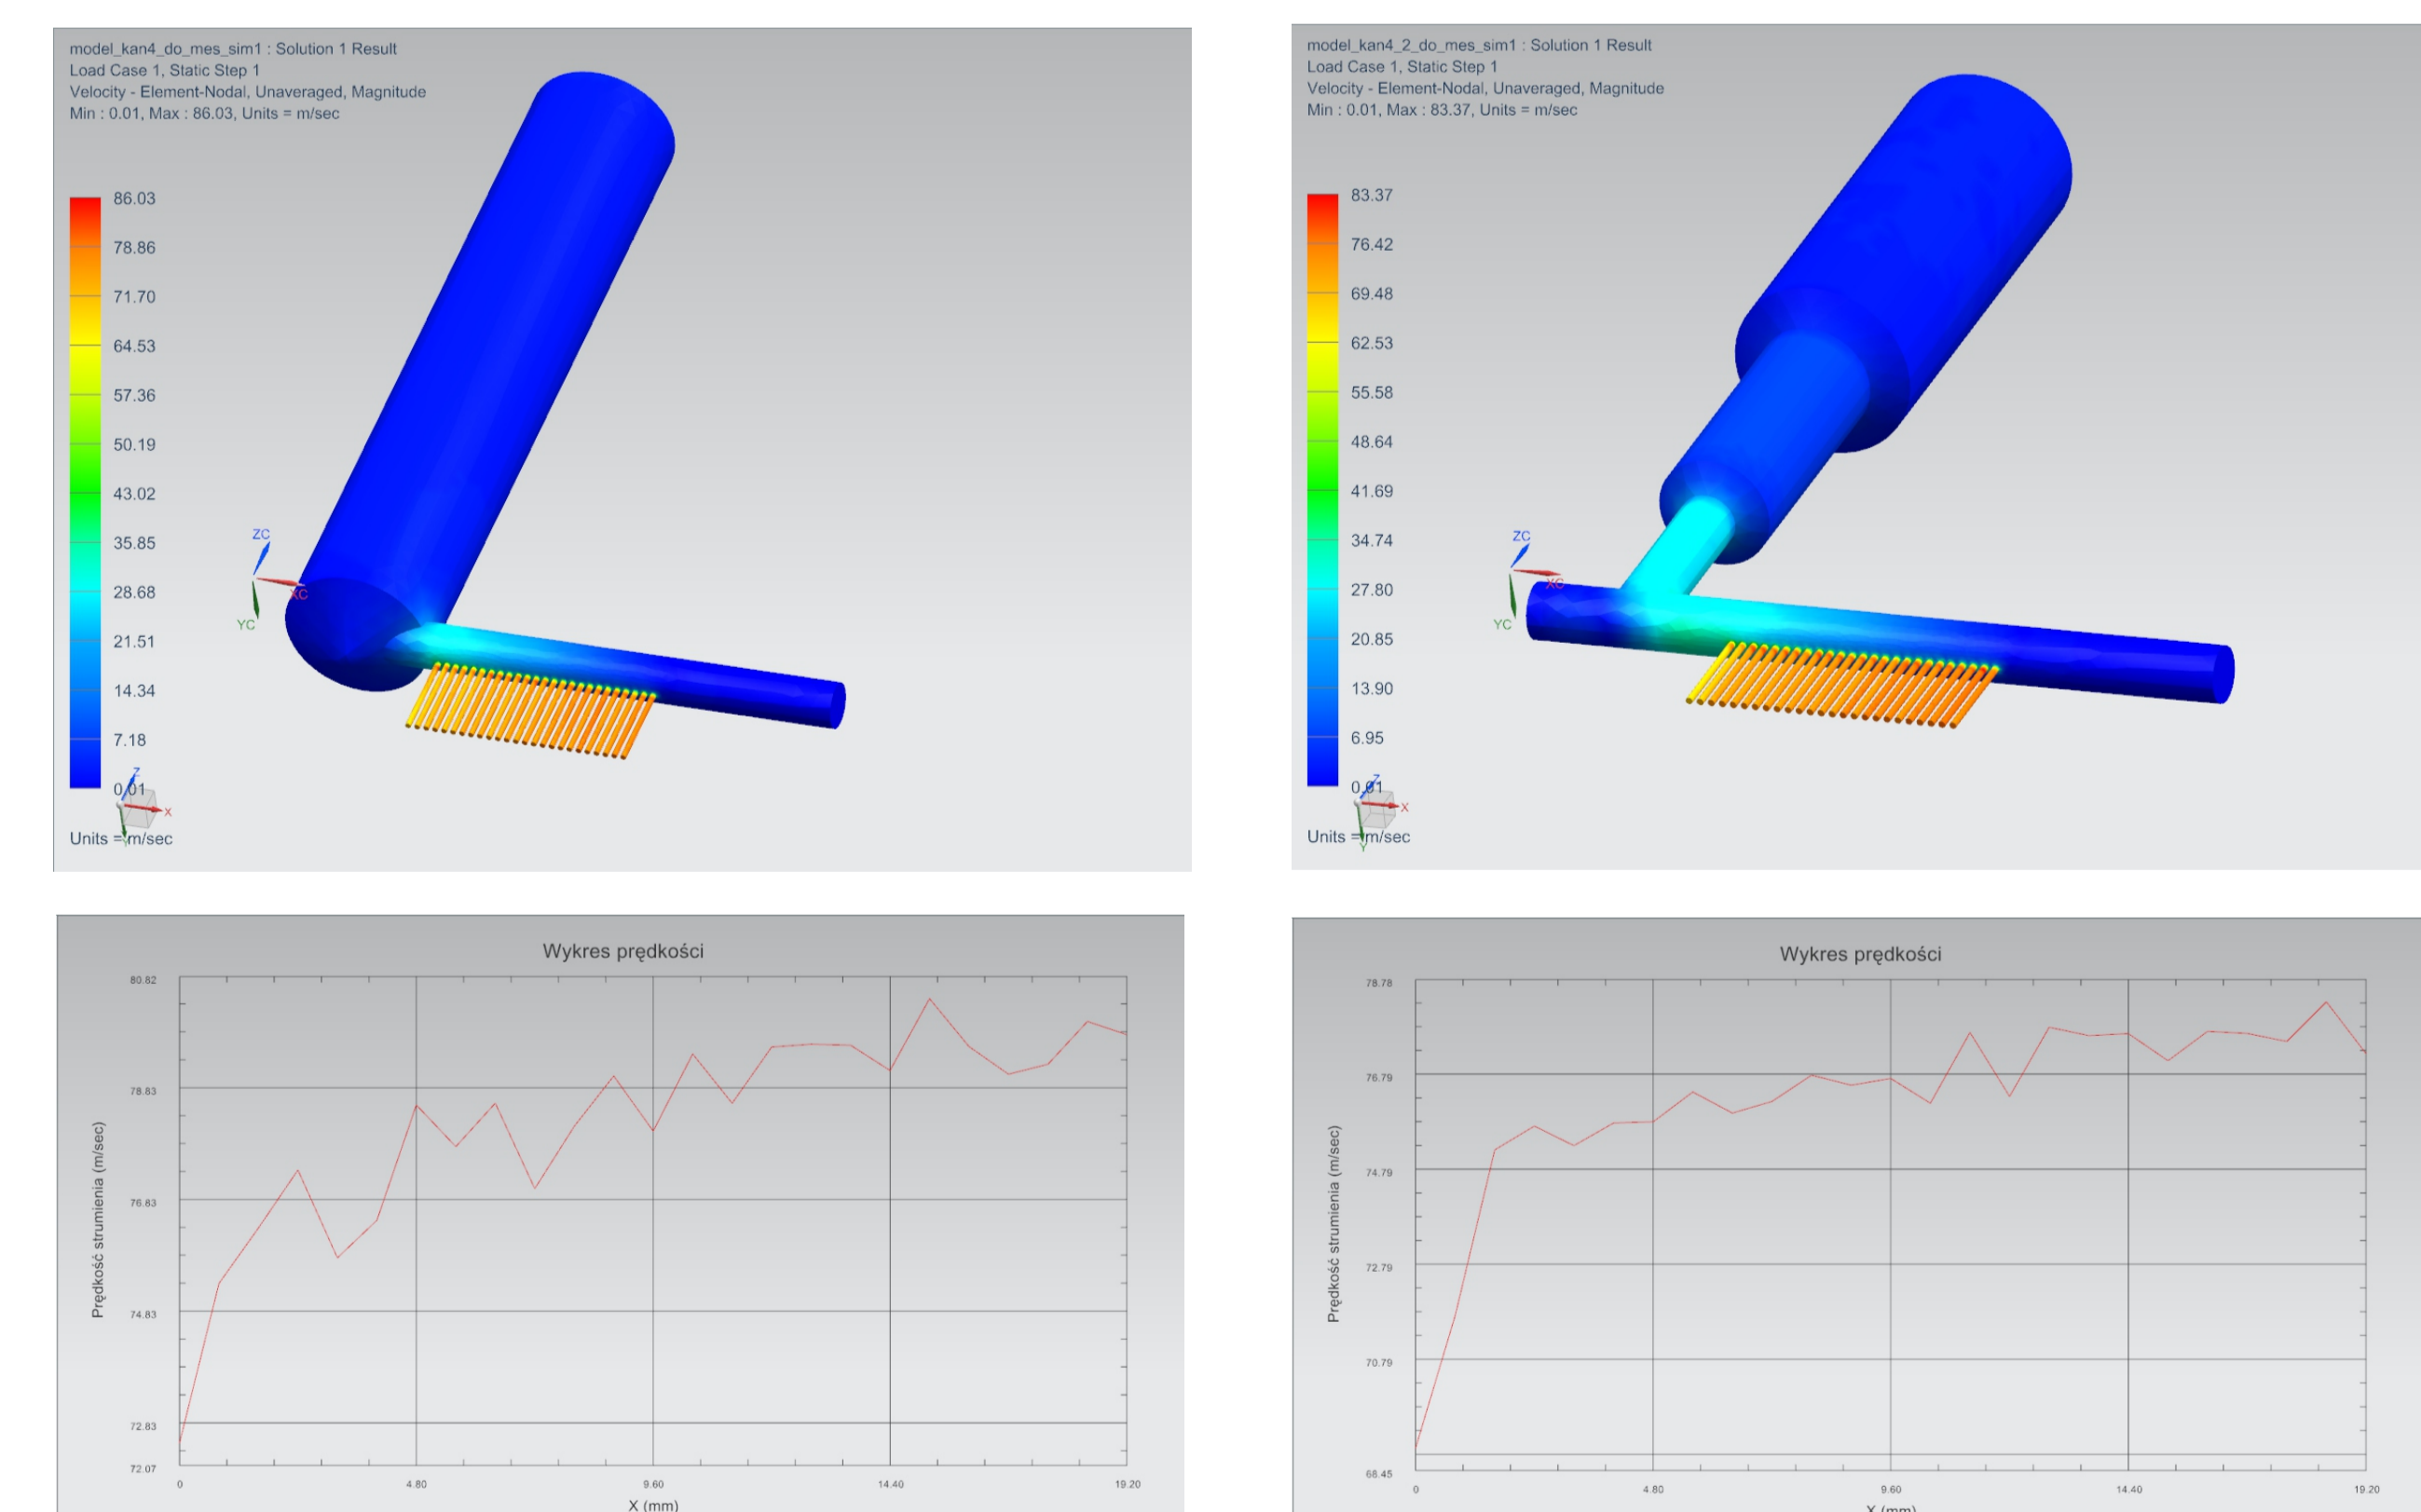 model_kan4_do_mes_sim1 : Solution 1 Result
Load Case 1, Static Step 1
Velocity - Element-Nodal, Unaveraged, Magnitude
Min : 0.01, Max : 86.03, Units = m/sec
86.03
78.86
71.70
64.53
57.36
50.19
43.02
35.85
28.68
21.51
14.34
7.18
0.01
Units = m/sec
ZC
XC
YC
Z
X
Y
model_kan4_2_do_mes_sim1 : Solution 1 Result
Load Case 1, Static Step 1
Velocity - Element-Nodal, Unaveraged, Magnitude
Min : 0.01, Max : 83.37, Units = m/sec
83.37
76.42
69.48
62.53
55.58
48.64
41.69
34.74
27.80
20.85
13.90
6.95
0.01
Units = m/sec
ZC
XC
YC
Z
X
Y
Wykres prędkości
Prędkość strumienia (m/sec)
80.82
78.83
76.83
74.83
72.83
72.07
0 4.80 9.60 14.40 19.20
X (mm)
Wykres prędkości
Prędkość strumienia (m/sec)
78.78
76.79
74.79
72.79
70.79
68.45
0 4.80 9.60 14.40 19.20
X (mm)